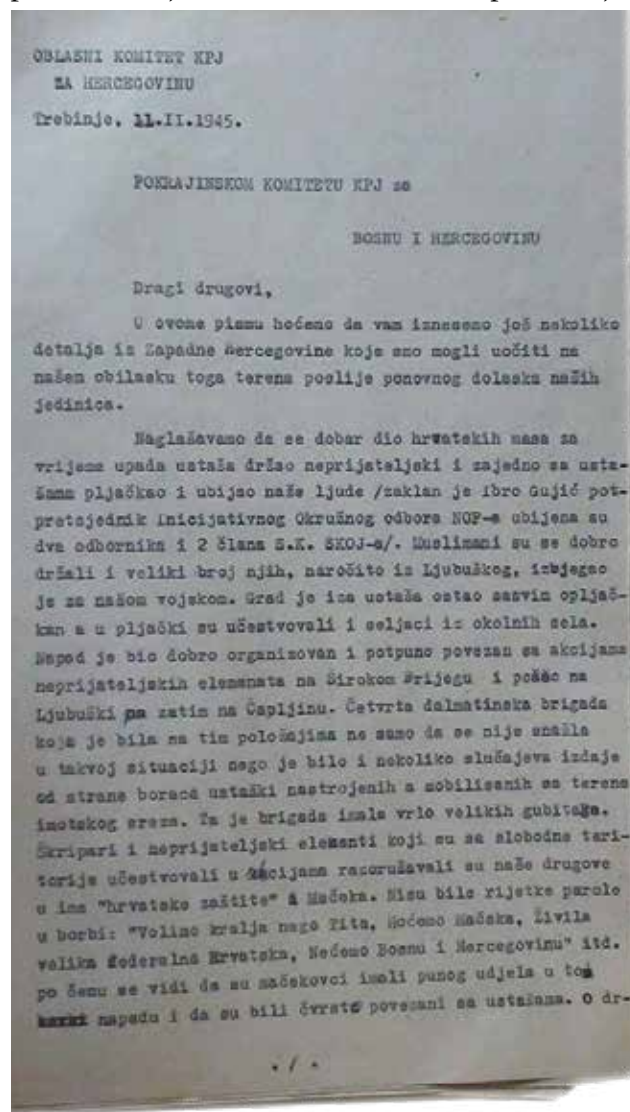 OBLASNI KOMITET KPJ
ZA HERCEGOVINU
Trebinje, 11.II.1945.
POKRAJINSKOM KOMITETU KPJ za
BOSNU I HERCEGOVINU
Dragi drugovi,
U ovome pismu hoćemo da vam iznesemo još nekoliko
detalja iz Zapadne Hercegovine koje smo mogli uočiti na
našem obilasku toga terena poslije ponovnog dolaska naših
jedinica.
Naglašavamo da se dobar dio hrvatskih masa za
vrijeme upada ustaša držao neprijateljski i zajedno sa usta-
šama pljačkao i ubijao naše ljude /zaklan je Ibro Gujić pot-
pretsjednik Inicijativnog Okružnog odbora NOF-a ubijena su
dva odbornika i 2 člana S.K. SKOJ-a/. Muslimani su se dobro
držali i veliki broj njih, naročito iz Ljubuškog, izbjegao
je za našom vojskom. Grad je iza ustaša ostao sasvim opljač-
kan a u pljački su učestvovali i seljaci iz okolnih sela.
Napad je bio dobro organizovan i potpuno povezan sa akcijama
neprijateljskih elemenata na Širokom Brijegu i pošao na
Ljubuški pa zatim na Čapljinu. Četvrta dalmatinska brigada
koja je bila na tim položajima ne samo da se nije snašla
u takvoj situaciji nego je bilo i nekoliko slučajeva izdaje
od strane boraca ustaški nastrojenih a mobilisanih sa terena
imotskog sreza. Ta je brigada imala vrlo velikih gubitaka.
Škripari i neprijateljski elementi koji su sa slobodne teri-
torije učestvovali u akcijama razoružavali su naše drugove
u ime "hrvatske zaštite" i Mačeka. Nisu bile rijetke parole
u borbi: "Volimo kralja nego Tita, Hoćemo Mačeka, Živila
velika federalna Hrvatska, Nećemo Bosnu i Hercegovinu" itd.
po čemu se vidi da su mačekovci imali punog udjela u tom
napadu i da su bili čvrsto povezani sa ustašama. O dr-
./.